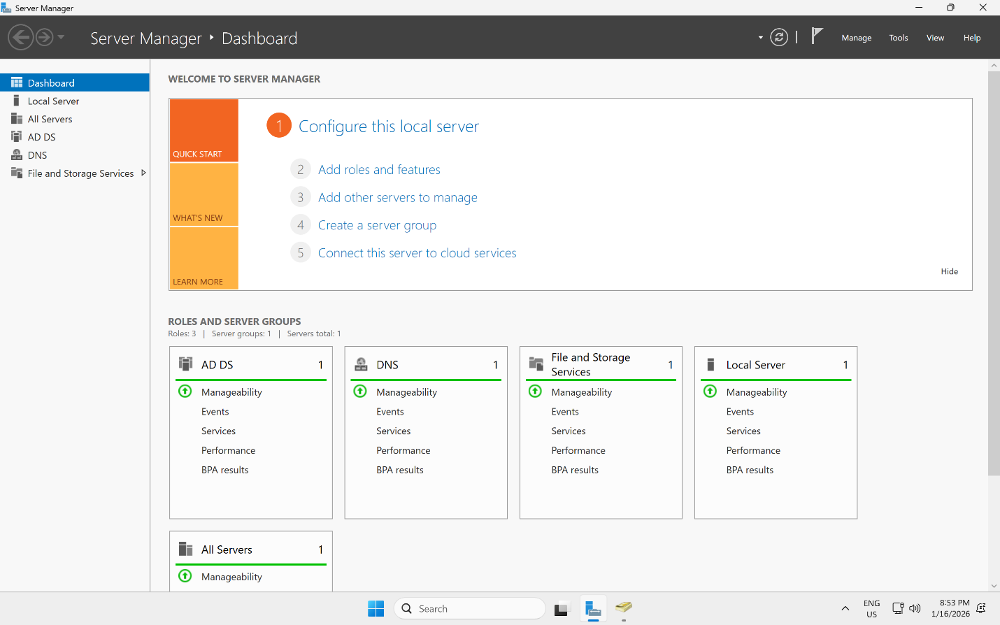 Server Manager
Server Manager ‣ Dashboard
Manage
Tools
View
Help
Dashboard
Local Server
All Servers
AD DS
DNS
File and Storage Services
WELCOME TO SERVER MANAGER
QUICK START
WHAT'S NEW
LEARN MORE
1 Configure this local server
2 Add roles and features
3 Add other servers to manage
4 Create a server group
5 Connect this server to cloud services
Hide
ROLES AND SERVER GROUPS
Roles: 3 | Server groups: 1 | Servers total: 1
AD DS 1
Manageability
Events
Services
Performance
BPA results
DNS 1
Manageability
Events
Services
Performance
BPA results
File and Storage
Services 1
Manageability
Events
Services
Performance
BPA results
Local Server 1
Manageability
Events
Services
Performance
BPA results
All Servers 1
Manageability
Search
ENG
US
8:53 PM
1/16/2026